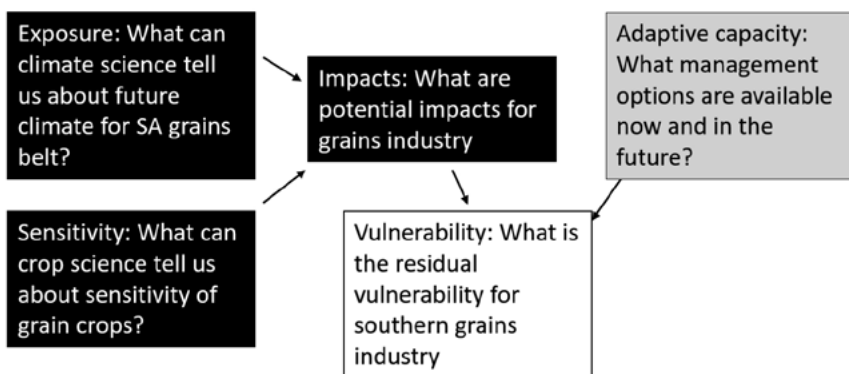 Exposure: What can
climate science tell
us about future
climate for SA grains
belt?
Impacts: What are
potential impacts for
grains industry
Adaptive capacity:
What management
options are available
now and in the
future?
Sensitivity: What can
crop science tell us
about sensitivity of
grain crops?
Vulnerability: What is
the residual
vulnerability for
southern grains
industry